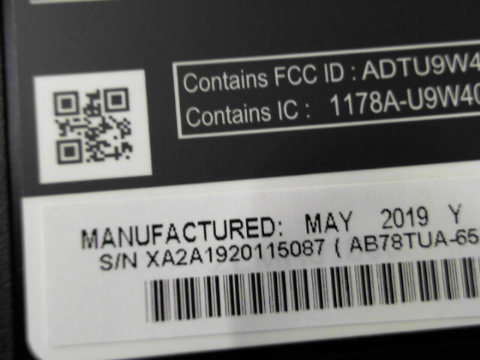 Contains FCC ID : ADTU9W4
Contains IC : 1178A-U9W40
MANUFACTURED: MAY 2019 Y
S/N XA2A1920115087 ( AB78TUA-65